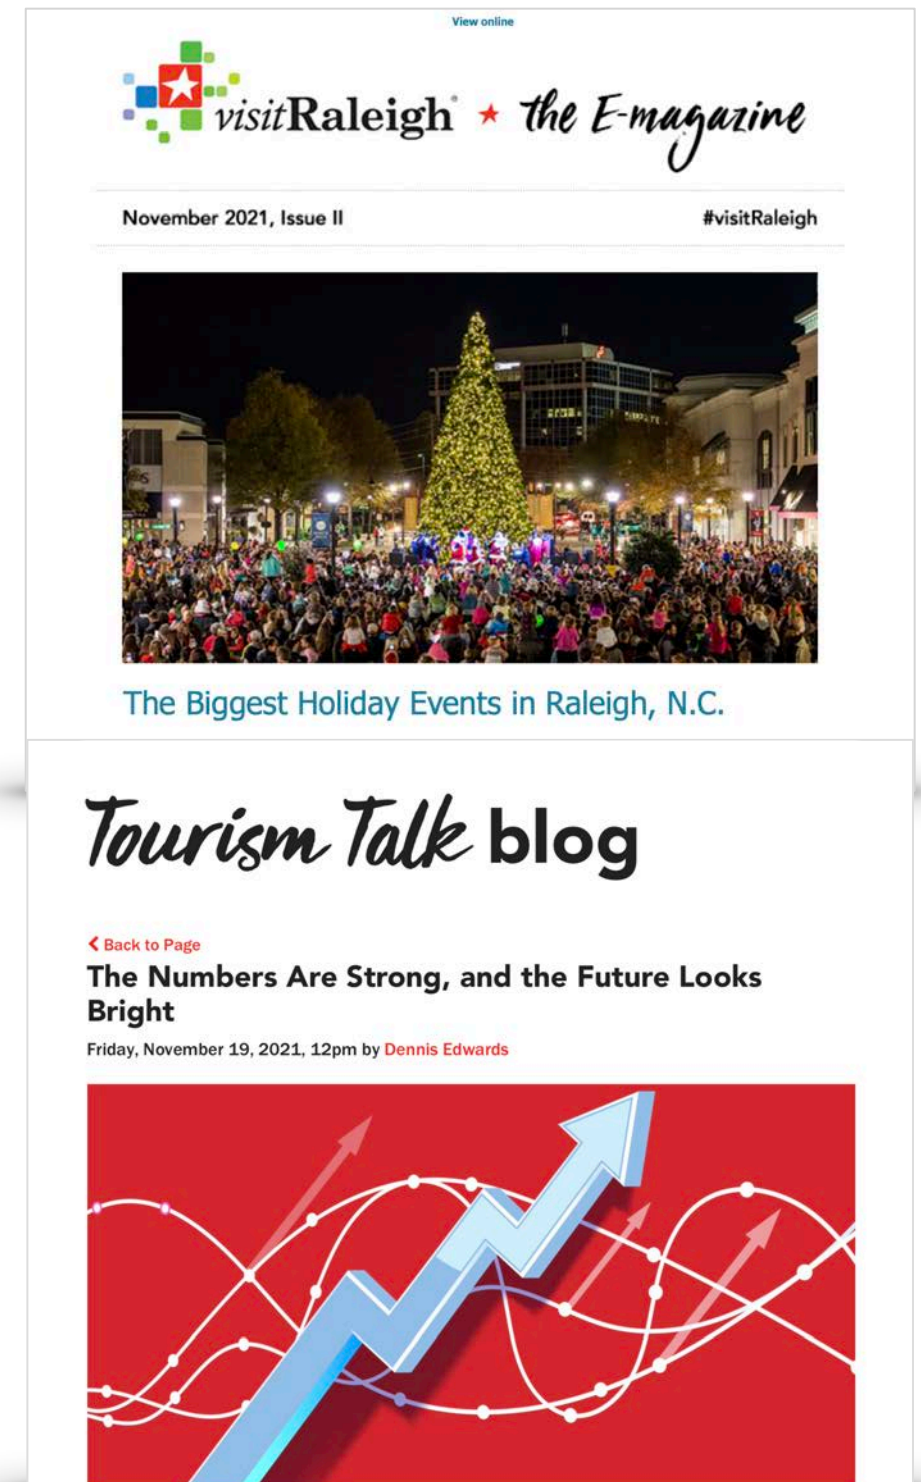 View online
visitRaleigh ★ the E-magazine
November 2021, Issue II
#visitRaleigh
The Biggest Holiday Events in Raleigh, N.C.
Tourism Talk blog
Back to Page
The Numbers Are Strong, and the Future Looks
Bright
Friday, November 19, 2021, 12pm by Dennis Edwards